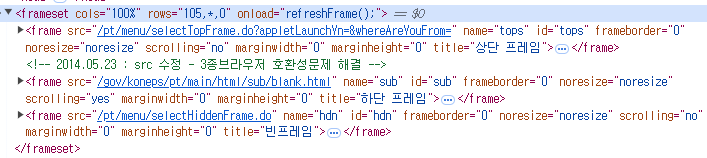 <frameset cols="100%" rows="105,*,0" onload="refreshFrame();"> == $0
<frame src="/pt/menu/selectTopFrame.do?appletLaunchYn=&whereAreYouFrom=" name="tops" id="tops" frameborder="0"
noresize="noresize" scrolling="no" marginwidth="0" marginheight="0" title="상단 프레임">…</frame>
<!-- 2014.05.23 : src 수정 - 3종브라우저 호환성문제 해결 -->
<frame src="/gov/koneps/pt/main/html/sub/blank.html" name="sub" id="sub" frameborder="0" noresize="noresize"
scrolling="yes" marginwidth="0" marginheight="0" title="하단 프레임">…</frame>
<frame src="/pt/menu/selectHiddenFrame.do" name="hdn" id="hdn" frameborder="0" noresize="noresize" scrolling="no"
marginwidth="0" marginheight="0" title="빈프레임">…</frame>
</frameset>